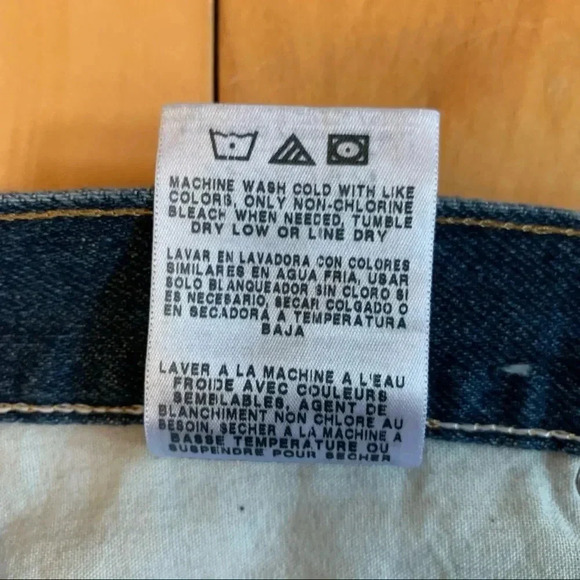 MACHINE WASH COLD WITH LIKE
COLORS, ONLY NON-CHLORINE
BLEACH WHEN NEEDED, TUMBLE
DRY LOW OR LINE DRY
LAVAR EN LAVADORA CON COLORES
SIMILARES EN AGUA FRIA, USAR
SOLO BLANQUEADOR SIN CLORO SI
ES NECESARIO, SECAR COLGADO O
EN SECADORA A TEMPERATURA
BAJA
LAVER A LA MACHINE A L'EAU
FROIDE AVEC COULEURS
SEMBLABLES, AGENT DE
BLANCHIMENT NON CHLORE AU
BESOIN, SECHER A LA MACHINE A
BASSE TEMPERATURE OU
SUSPENDRE POUR SECHER